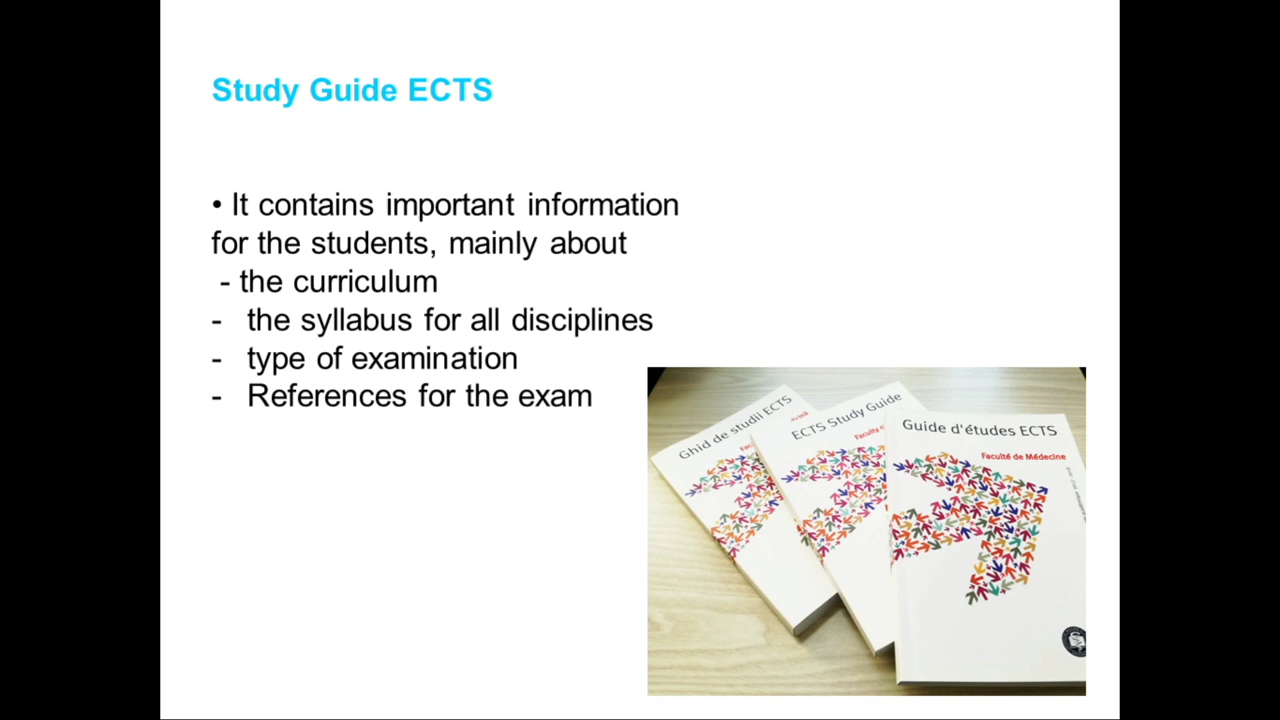 Study Guide ECTS
• It contains important information
for the students, mainly about
- the curriculum
- the syllabus for all disciplines
- type of examination
- References for the exam
Ghid de studii ECTS
ECTS Study Guide
Faculty
Guide d'études ECTS
Faculté de Médecine